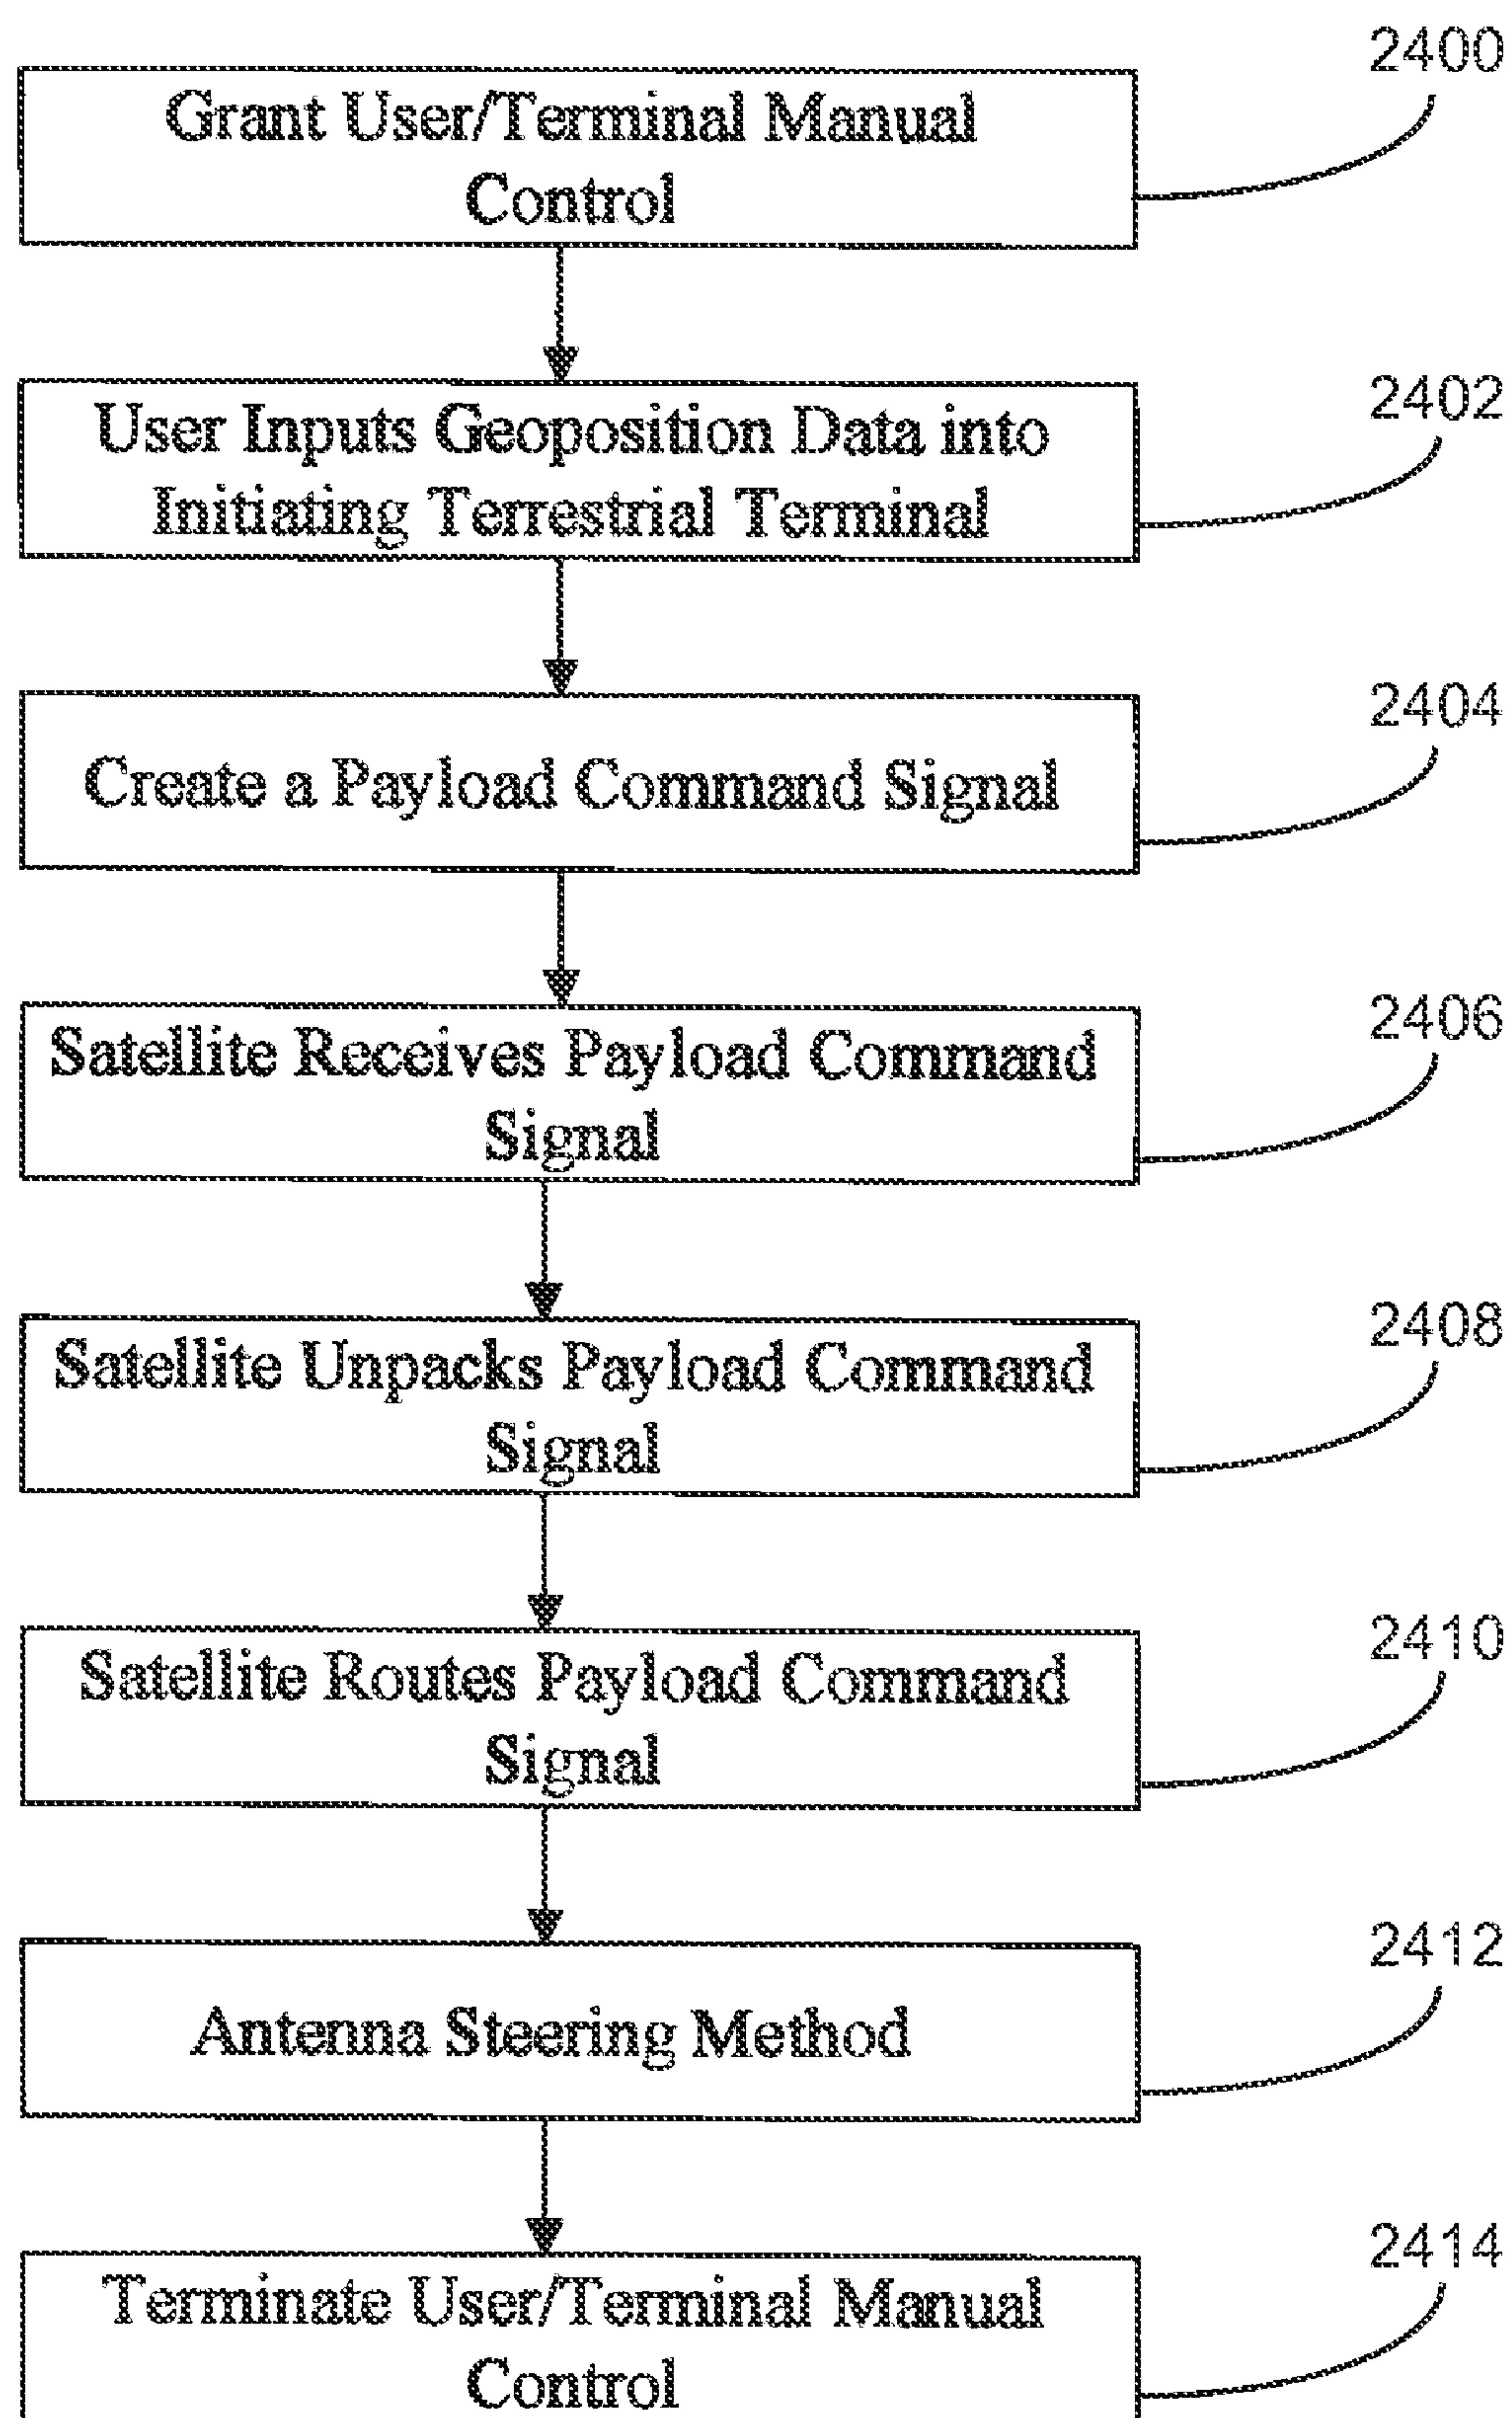 2400
Grant User/Terminal Manual
Control
2402
User Inputs Geoposition Data into
Initiating Terrestrial Terminal
2404
Create a Payload Command Signal
2406
Satellite Receives Payload Command
Signal
2408
Satellite Unpacks Payload Command
Signal
2410
Satellite Routes Payload Command
Signal
2412
Antenna Steering Method
2414
Terminate User/Terminal Manual
Control